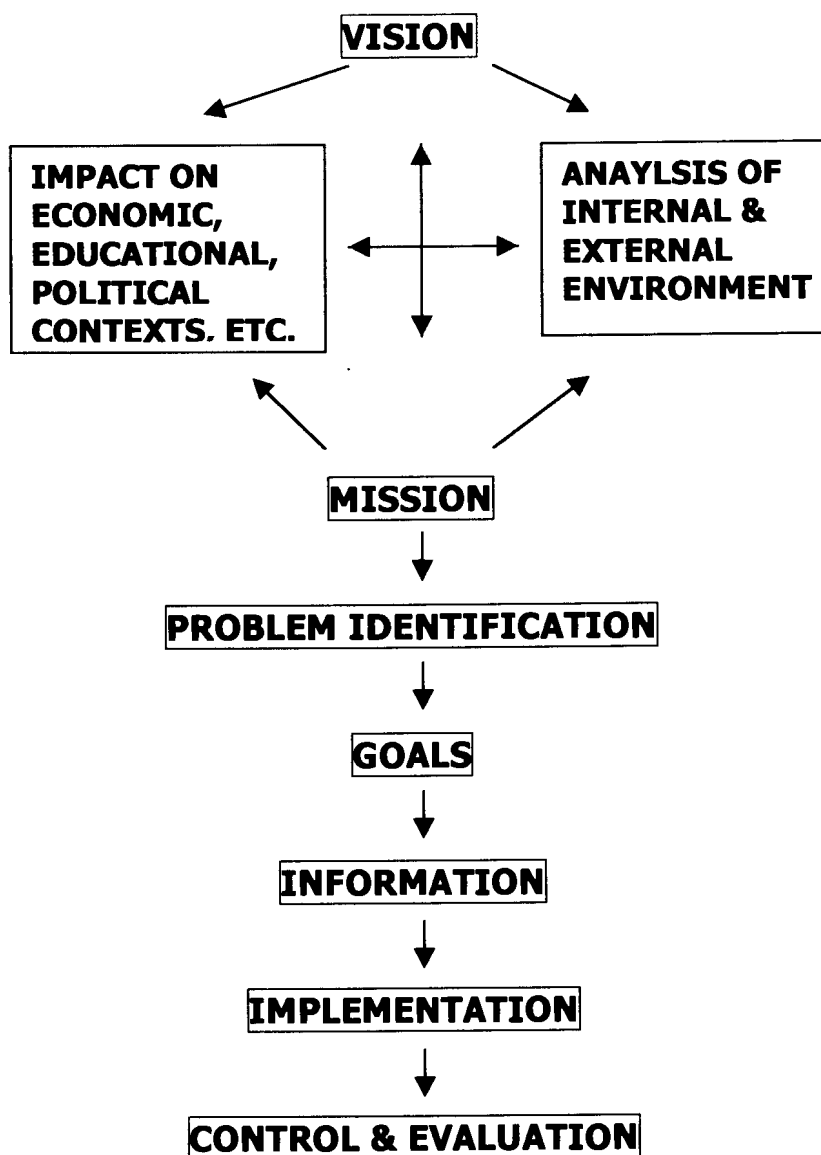 VISION
IMPACT ON
ECONOMIC,
EDUCATIONAL,
POLITICAL
CONTEXTS. ETC.
ANAYLSIS OF
INTERNAL &
EXTERNAL
ENVIRONMENT
MISSION
PROBLEM IDENTIFICATION
GOALS
INFORMATION
IMPLEMENTATION
CONTROL & EVALUATION